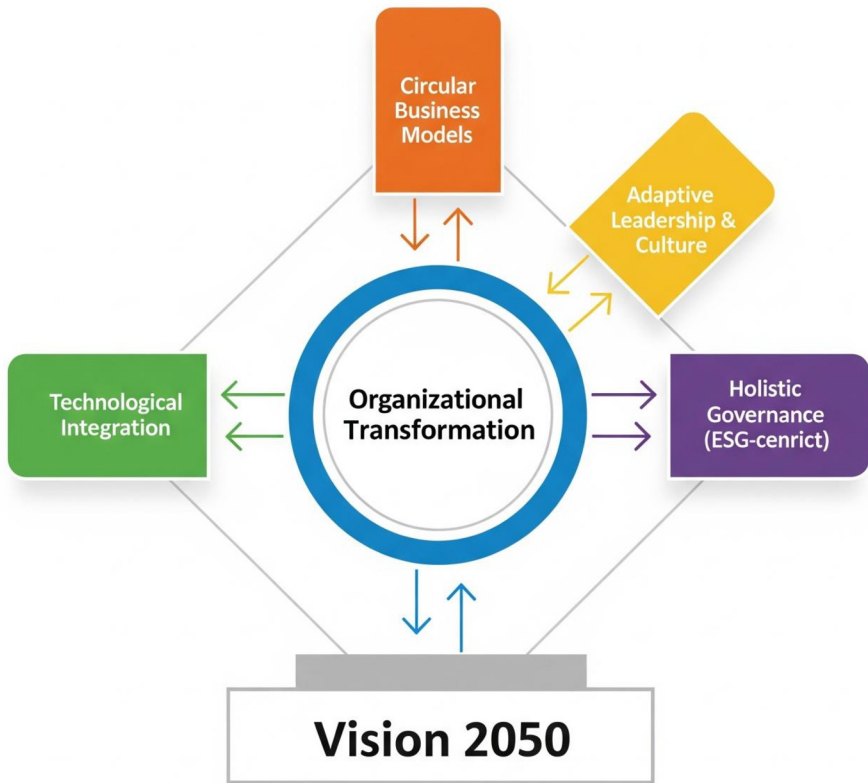 Circular
Business
Models
Adaptive
Leadership &
Culture
Technological
Integration
Organizational
Transformation
Holistic
Governance
(ESG-cenrict)
Vision 2050